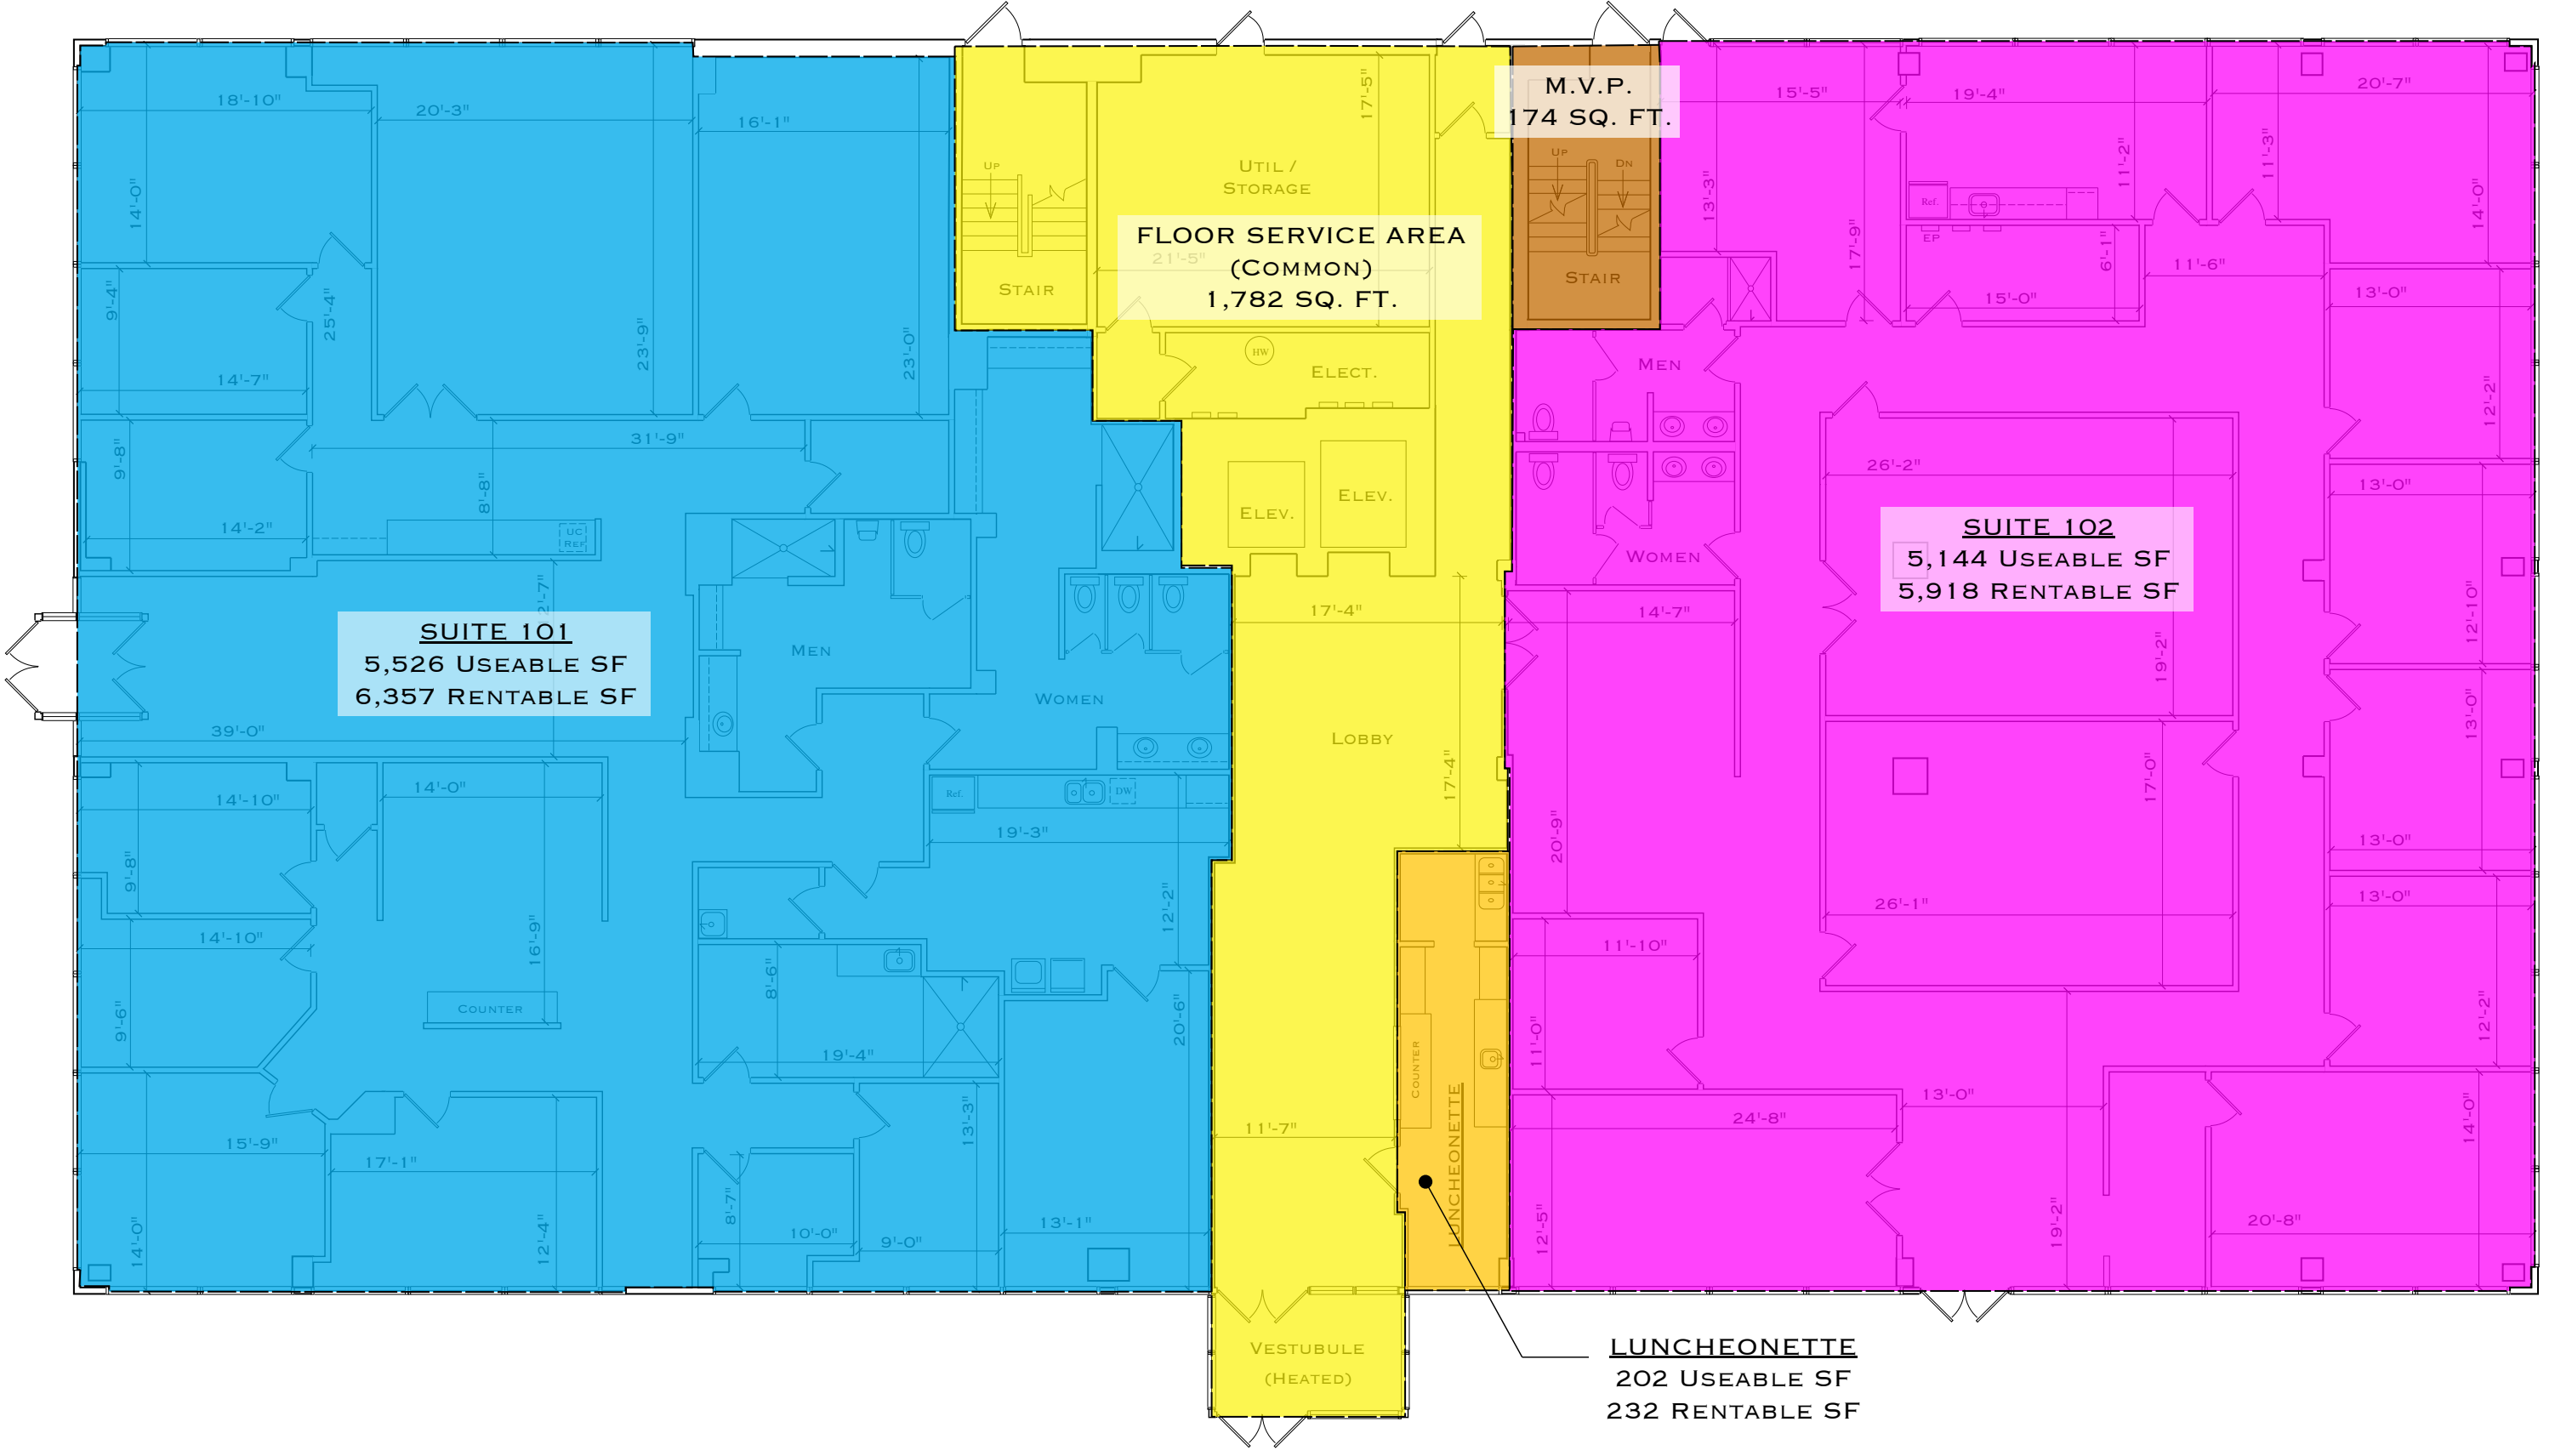 M.V.P.
174 SQ. FT.
18'-10"
20'-3"
16'-1"
17'-5"
15'-5"
19'-4"
20'-7"
14'-0"
UP
UTIL /
STORAGE
UP
DN
13'-3"
11'-2"
11'-3"
14'-0"
Ref.
EP
FLOOR SERVICE AREA
(COMMON)
21'-5"
1,782 SQ. FT.
STAIR
STAIR
17'-9"
6'-1"
11'-6"
15'-0"
13'-0"
9'-4"
25'-4"
23'-9"
23'-0"
14'-7"
HW
ELECT.
MEN
12'-2"
9'-8"
31'-9"
8'-8"
14'-2"
UC
REF
ELEV.
ELEV.
26'-2"
13'-0"
WOMEN
SUITE 102
5,144 USEABLE SF
5,918 RENTABLE SF
SUITE 101
5,526 USEABLE SF
6,357 RENTABLE SF
MEN
WOMEN
17'-4"
14'-7"
19'-2"
12'-10"
39'-0"
LOBBY
17'-4"
17'-0"
13'-0"
14'-10"
14'-0"
Ref.
DW
19'-3"
20'-9"
13'-0"
9'-8"
12'-2"
26'-1"
13'-0"
14'-10"
16'-9"
11'-10"
9'-6"
COUNTER
8'-6"
20'-6"
11'-0"
12'-2"
19'-4"
COUNTER
LUNCHEONETTE
13'-0"
24'-8"
14'-0"
15'-9"
17'-1"
13'-3"
11'-7"
14'-0"
12'-4"
8'-7"
10'-0"
9'-0"
13'-1"
12'-5"
19'-2"
20'-8"
VESTUBULE
(HEATED)
LUNCHEONETTE
202 USEABLE SF
232 RENTABLE SF